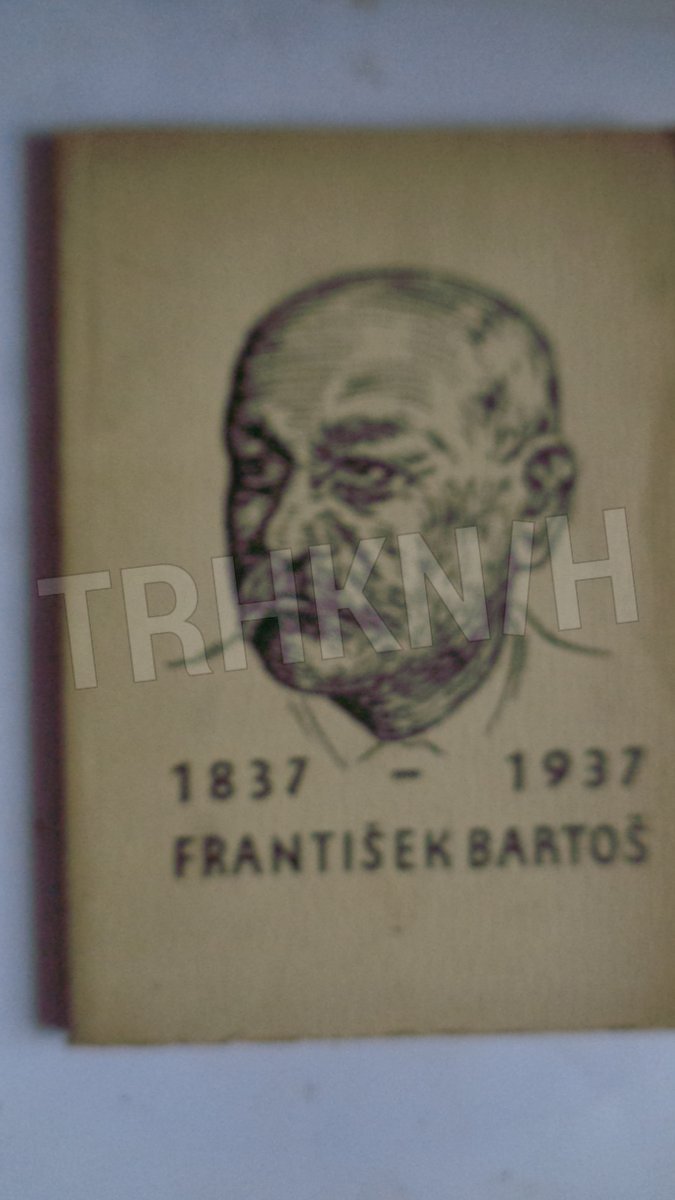 TRHKNIH
1837 – 1937
FRANTIŠEK BARTOŠ